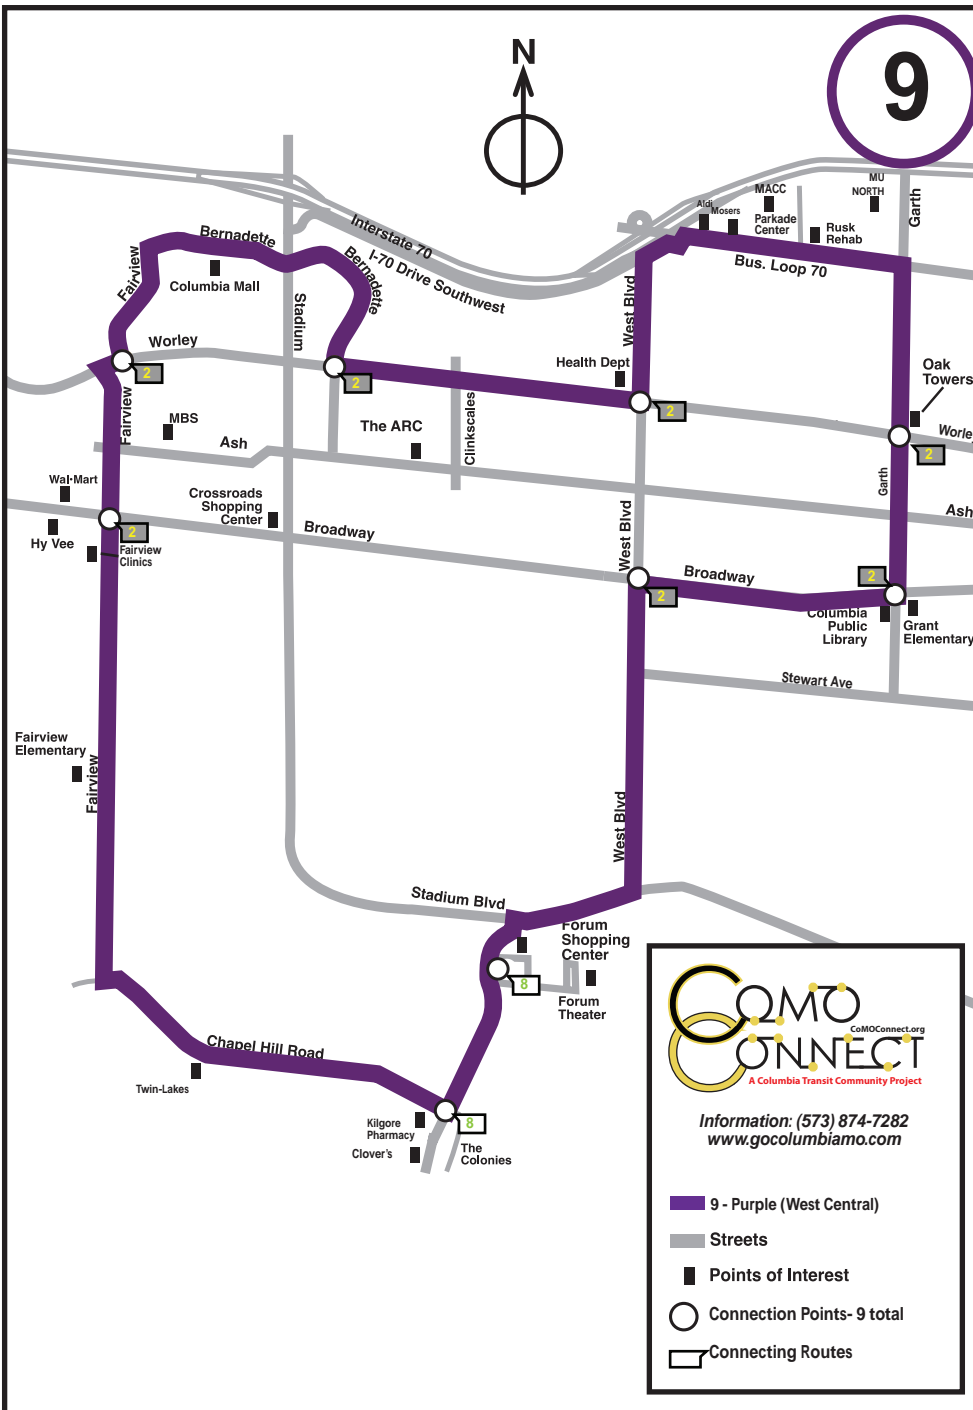 N
9
Interstate 70
I-70 Drive Southwest
Bernadette
Bernadette
Fairview
Columbia Mall
Stadium
Worley
2
2
MACC
MU
NORTH
Aldi
Mosers
Parkade
Center
Rusk
Rehab
Garth
Bus. Loop 70
West Blvd
Health Dept
2
Oak
Towers
Worley
2
Garth
Fairview
MBS
Ash
The ARC
Clinkscales
Wal-Mart
Crossroads
Shopping
Center
Broadway
Hy Vee
2
Fairview
Clinics
West Blvd
Ash
Broadway
2
2
Columbia
Public
Library
Grant
Elementary
Stewart Ave
Fairview
Elementary
Fairview
West Blvd
Stadium Blvd
Forum
Shopping
Center
8
Forum
Theater
Chapel Hill Road
Twin-Lakes
Kilgore
Pharmacy
8
Clover's
The
Colonies
COMO
CoMOConnect.org
CONNECT
A Columbia Transit Community Project
Information: (573) 874-7282
www.gocolumbiamo.com
9 - Purple (West Central)
Streets
Points of Interest
Connection Points- 9 total
Connecting Routes